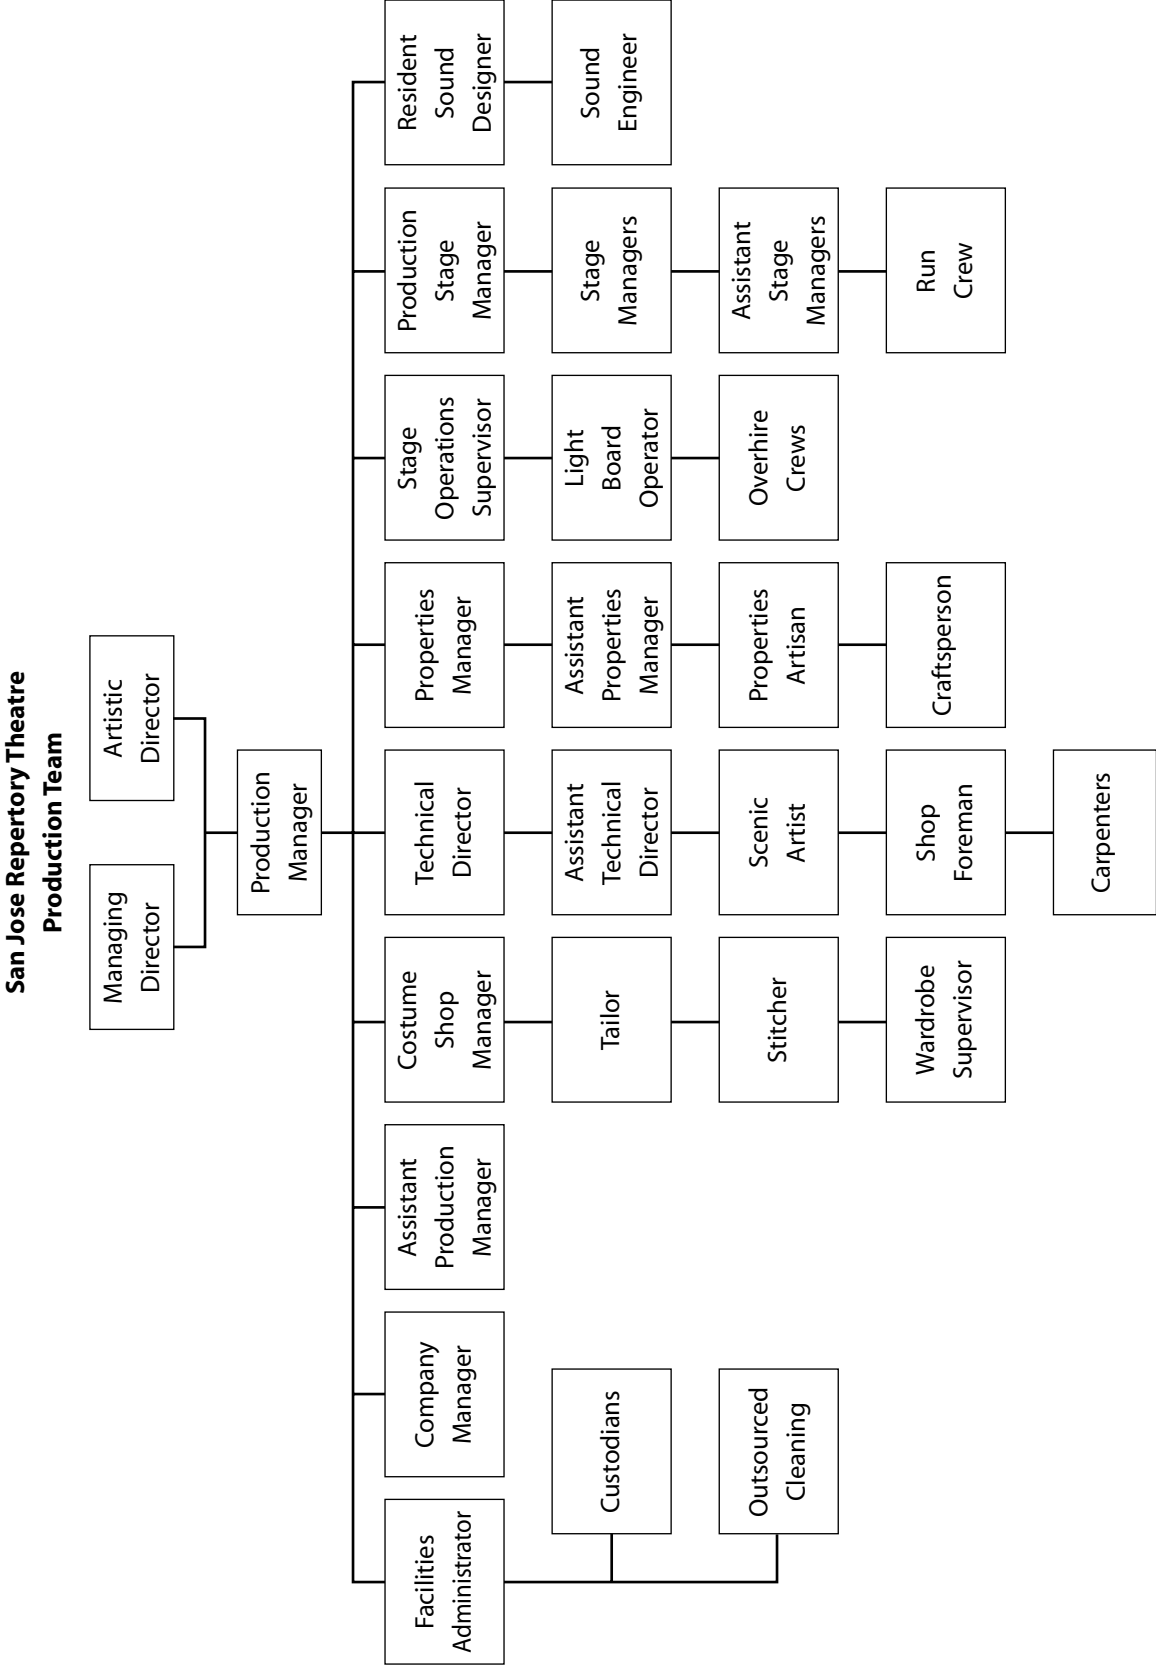 San Jose Repertory Theatre
Production Team
Managing
Director
Artistic
Director
Production
Manager
Facilities
Administrator
Custodians
Outsourced
Cleaning
Company
Manager
Assistant
Production
Manager
Costume
Shop
Manager
Tailor
Stitcher
Wardrobe
Supervisor
Technical
Director
Assistant
Technical
Director
Scenic
Artist
Shop
Foreman
Carpenters
Properties
Manager
Assistant
Properties
Manager
Properties
Artisan
Craftsperson
Stage
Operations
Supervisor
Light
Board
Operator
Overhire
Crews
Production
Stage
Manager
Stage
Managers
Assistant
Stage
Managers
Run
Crew
Resident
Sound
Designer
Sound
Engineer